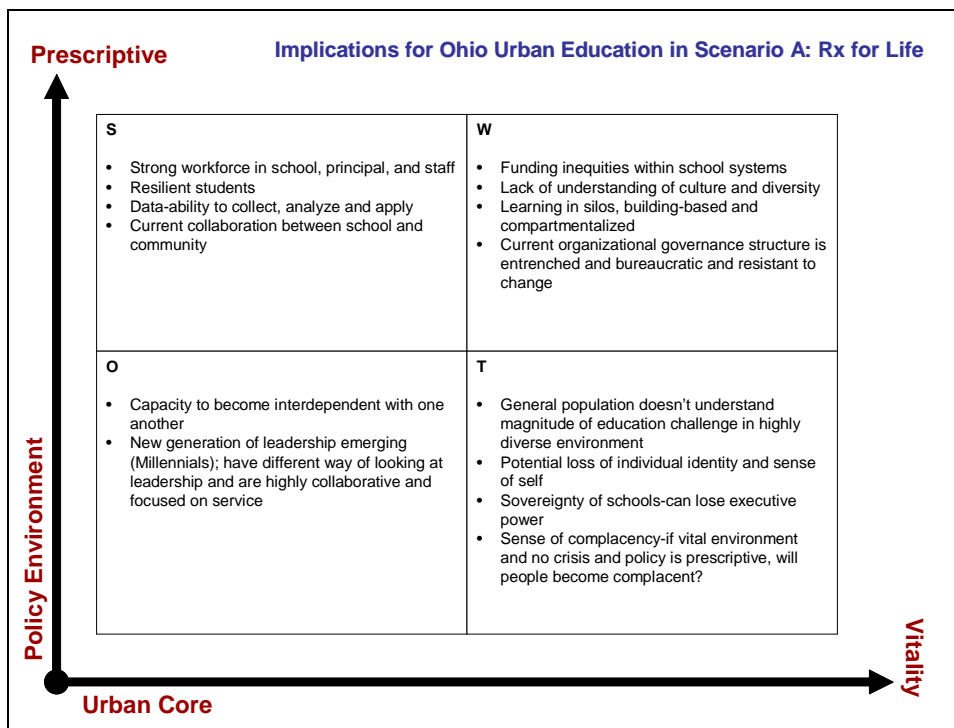 Implications for Ohio Urban Education in Scenario A: Rx for Life
Prescriptive
S
• Strong workforce in school, principal, and staff
• Resilient students
• Data-ability to collect, analyze and apply
• Current collaboration between school and
community
W
• Funding inequities within school systems
• Lack of understanding of culture and diversity
• Learning in silos, building-based and
compartmentalized
• Current organizational governance structure is
entrenched and bureaucratic and resistant to
change
O
• Capacity to become interdependent with one
another
• New generation of leadership emerging
(Millennials); have different way of looking at
leadership and are highly collaborative and
focused on service
T
• General population doesn’t understand
magnitude of education challenge in highly
diverse environment
• Potential loss of individual identity and sense
of self
• Sovereignty of schools-can lose executive
power
• Sense of complacency-if vital environment
and no crisis and policy is prescriptive, will
people become complacent?
Policy Environment
Urban Core
Vitality